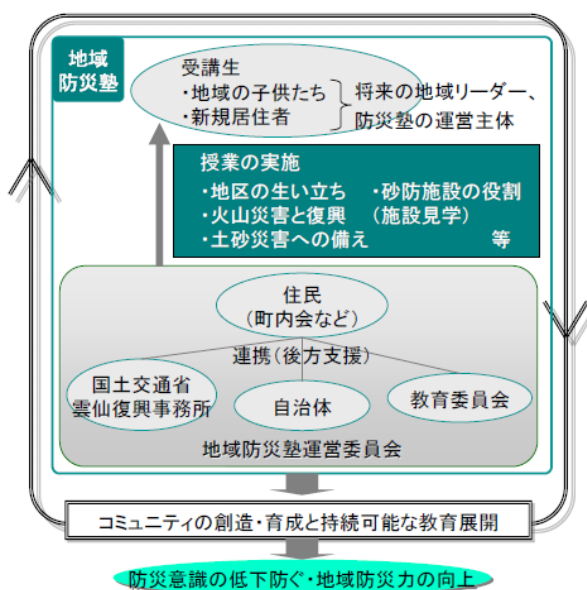 地域
防災塾
受講生
・地域の子供たち
・新規居住者
将来の地域リーダー、
防災塾の運営主体
授業の実施
・地区の生い立ち ・砂防施設の役割
・火山災害と復興 (施設見学)
・土砂災害への備え 等
住民
(町内会など)
連携(後方支援)
国土交通省
雲仙復興事務所
自治体
教育委員会
地域防災塾運営委員会
コミュニティの創造・育成と持続可能な教育展開
防災意識の低下防ぐ・地域防災力の向上